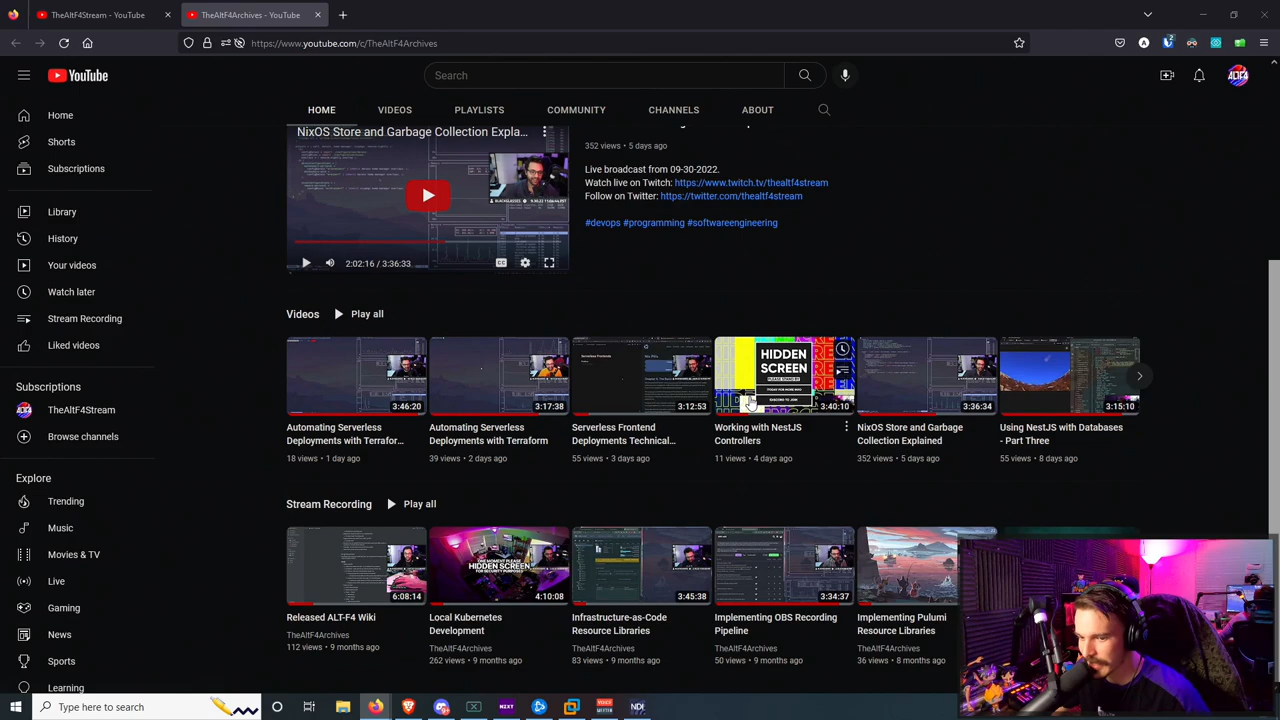 TheAltF4Stream - YouTube
TheAltF4Archives - YouTube
https://www.youtube.com/c/TheAltF4Archives
YouTube
Search
HOME
VIDEOS
PLAYLISTS
COMMUNITY
CHANNELS
ABOUT
Home
Shorts
Subscriptions
Library
History
Your videos
Watch later
Stream Recording
Liked videos
Subscriptions
TheAltF4Stream
Browse channels
Explore
Trending
Music
Movies & TV
Live
Gaming
News
Sports
Learning
NixOS Store and Garbage Collection Expla...
2:02:16 / 3:36:33
352 views • 5 days ago
Live broadcast from 09-30-2022.
Watch live on Twitch: https://www.twitch.tv/thealtf4stream
Follow on Twitter: https://twitter.com/thealtf4stream
#devops #programming #softwareengineering
Videos
Play all
3:46:20
3:17:38
3:12:53
HIDDEN
SCREEN
PLEASE STAND BY
3:40:10
3:36:34
3:15:10
Automating Serverless
Deployments with Terrafor...
18 views • 1 day ago
Automating Serverless
Deployments with Terraform
39 views • 2 days ago
Serverless Frontend
Deployments Technical...
55 views • 3 days ago
Working with NestJS
Controllers
11 views • 4 days ago
NixOS Store and Garbage
Collection Explained
352 views • 5 days ago
Using NestJS with Databases
- Part Three
55 views • 8 days ago
Stream Recording
Play all
6:08:14
HIDDEN SCREEN
4:10:08
3:45:38
3:34:37
Released ALT-F4 Wiki
TheAltF4Archives
112 views • 9 months ago
Local Kubernetes
Development
TheAltF4Archives
262 views • 9 months ago
Infrastructure-as-Code
Resource Libraries
TheAltF4Archives
83 views • 9 months ago
Implementing OBS Recording
Pipeline
TheAltF4Archives
50 views • 9 months ago
Implementing Pulumi
Resource Libraries
TheAltF4Archives
36 views • 8 months ago
Type here to search